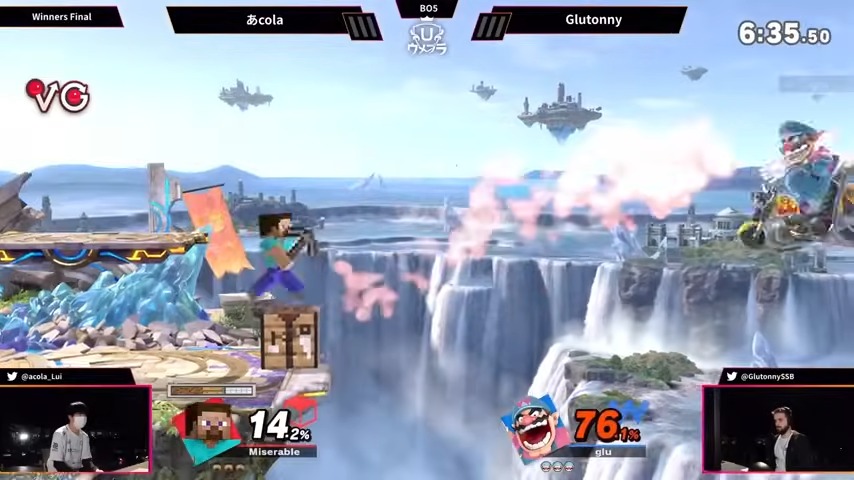 Winners Final
あcola
BO5
Glutonny
ウメブラ
6:35.50
VG
@acola_Lui
@GlutonnySSB
14.2%
Miserable
76.1%
glu